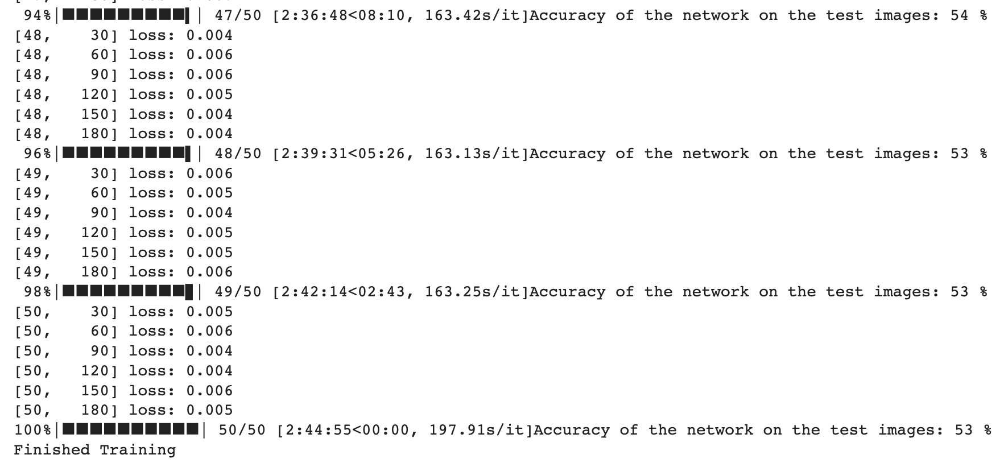 94%|█████████▍| 47/50 [2:36:48<08:10, 163.42s/it]Accuracy of the network on the test images: 54 %
[48,    30] loss: 0.004
[48,    60] loss: 0.006
[48,    90] loss: 0.006
[48,   120] loss: 0.005
[48,   150] loss: 0.004
[48,   180] loss: 0.004
96%|█████████▌| 48/50 [2:39:31<05:26, 163.13s/it]Accuracy of the network on the test images: 53 %
[49,    30] loss: 0.006
[49,    60] loss: 0.005
[49,    90] loss: 0.004
[49,   120] loss: 0.005
[49,   150] loss: 0.005
[49,   180] loss: 0.006
98%|█████████▊| 49/50 [2:42:14<02:43, 163.25s/it]Accuracy of the network on the test images: 53 %
[50,    30] loss: 0.005
[50,    60] loss: 0.006
[50,    90] loss: 0.004
[50,   120] loss: 0.004
[50,   150] loss: 0.006
[50,   180] loss: 0.005
100%|██████████| 50/50 [2:44:55<00:00, 197.91s/it]Accuracy of the network on the test images: 53 %
Finished Training